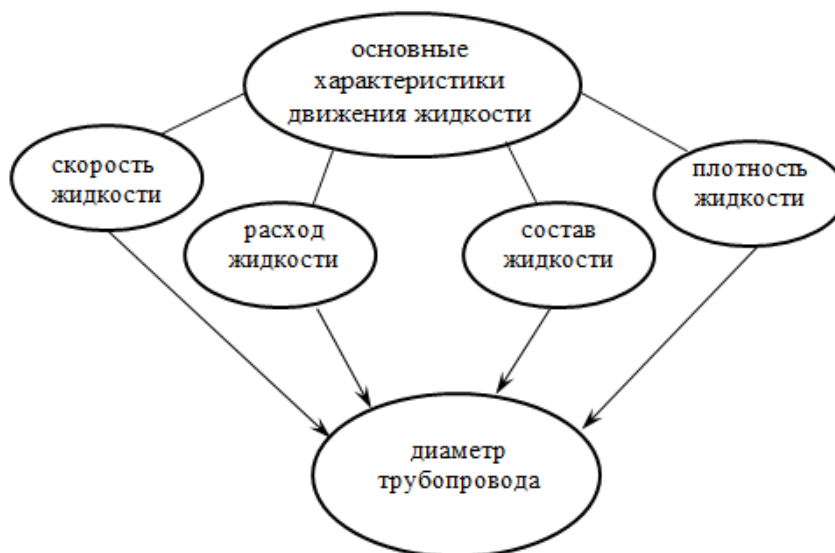 основные
характеристики
движения жидкости
скорость
жидкости
расход
жидкости
состав
жидкости
плотность
жидкости
диаметр
трубопровода